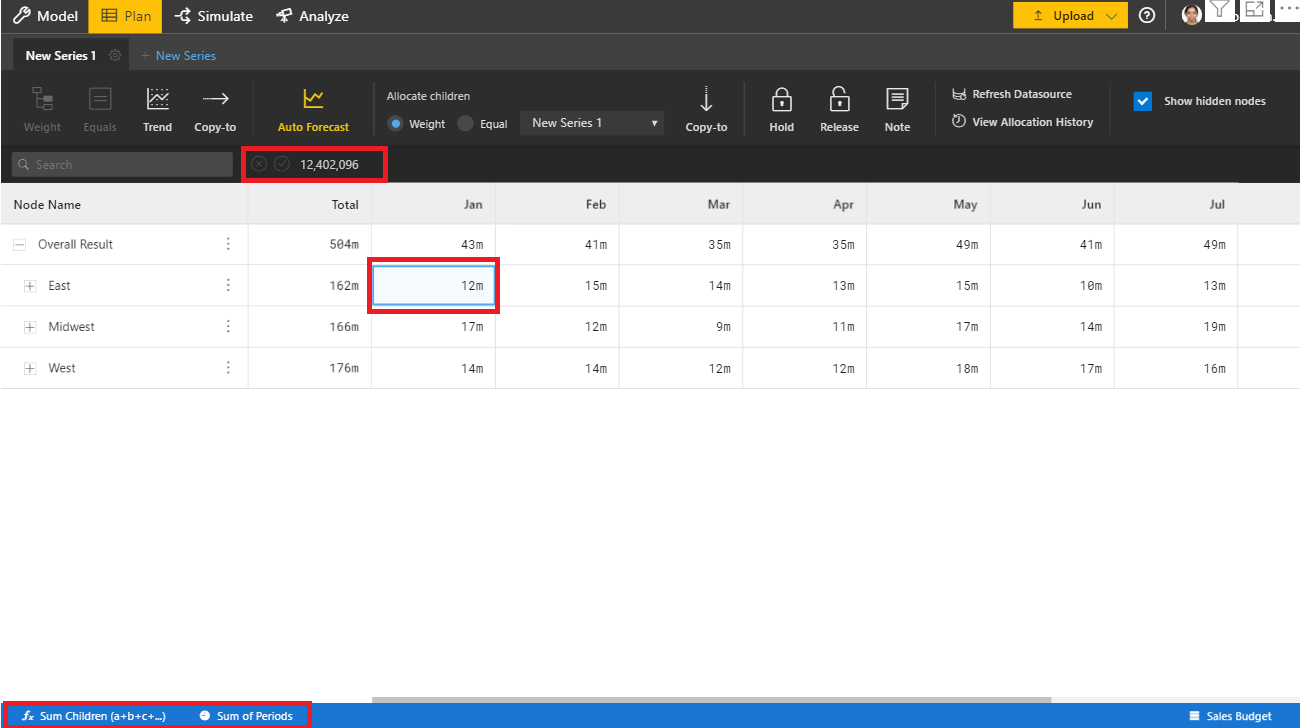 Model Plan Simulate Analyze Upload
New Series 1 + New Series
Weight Equals Trend Copy-to Auto Forecast
Allocate children
Weight Equal New Series 1
Copy-to Hold Release Note
Refresh Datasource
View Allocation History
Show hidden nodes
Search 12,402,096
Node Name Total Jan Feb Mar Apr May Jun Jul
Overall Result 504m 43m 41m 35m 35m 49m 41m 49m
East 162m 12m 15m 14m 13m 15m 10m 13m
Midwest 166m 17m 12m 9m 11m 17m 14m 19m
West 176m 14m 14m 12m 12m 18m 17m 16m
fx Sum Children (a+b+c+...) Sum of Periods Sales Budget